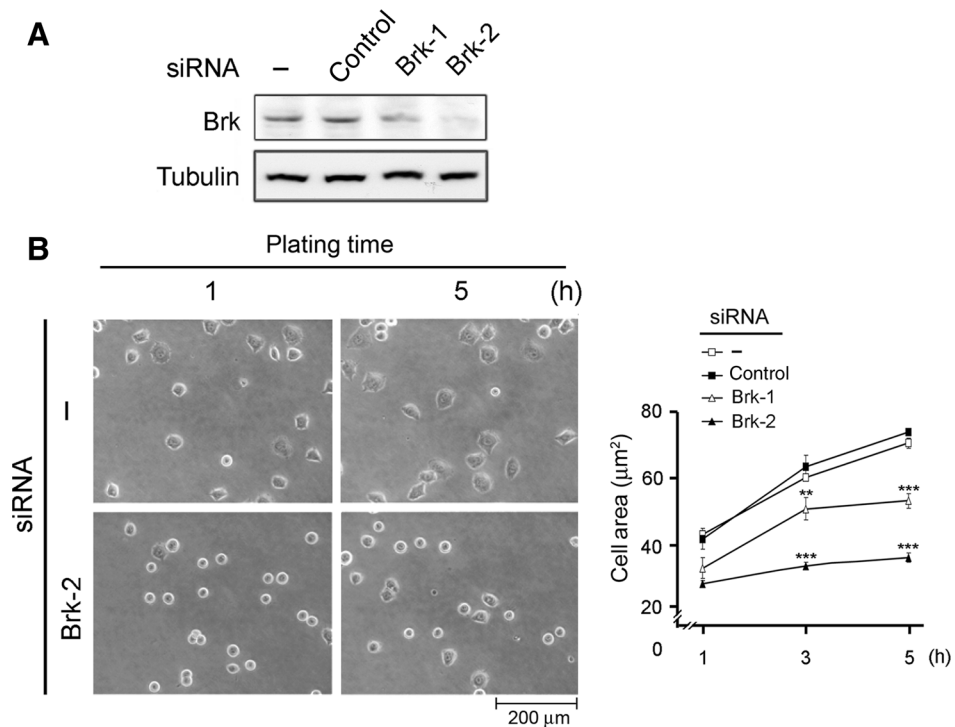 A
siRNA – Control Brk-1 Brk-2
Brk
Tubulin
B
Plating time
1 5 (h)
siRNA
–
Brk-2
200 μm
siRNA
–
Control
Brk-1
Brk-2
Cell area (μm²)
80
60
40
20
0
** ***
*** ***
1 3 5 (h)